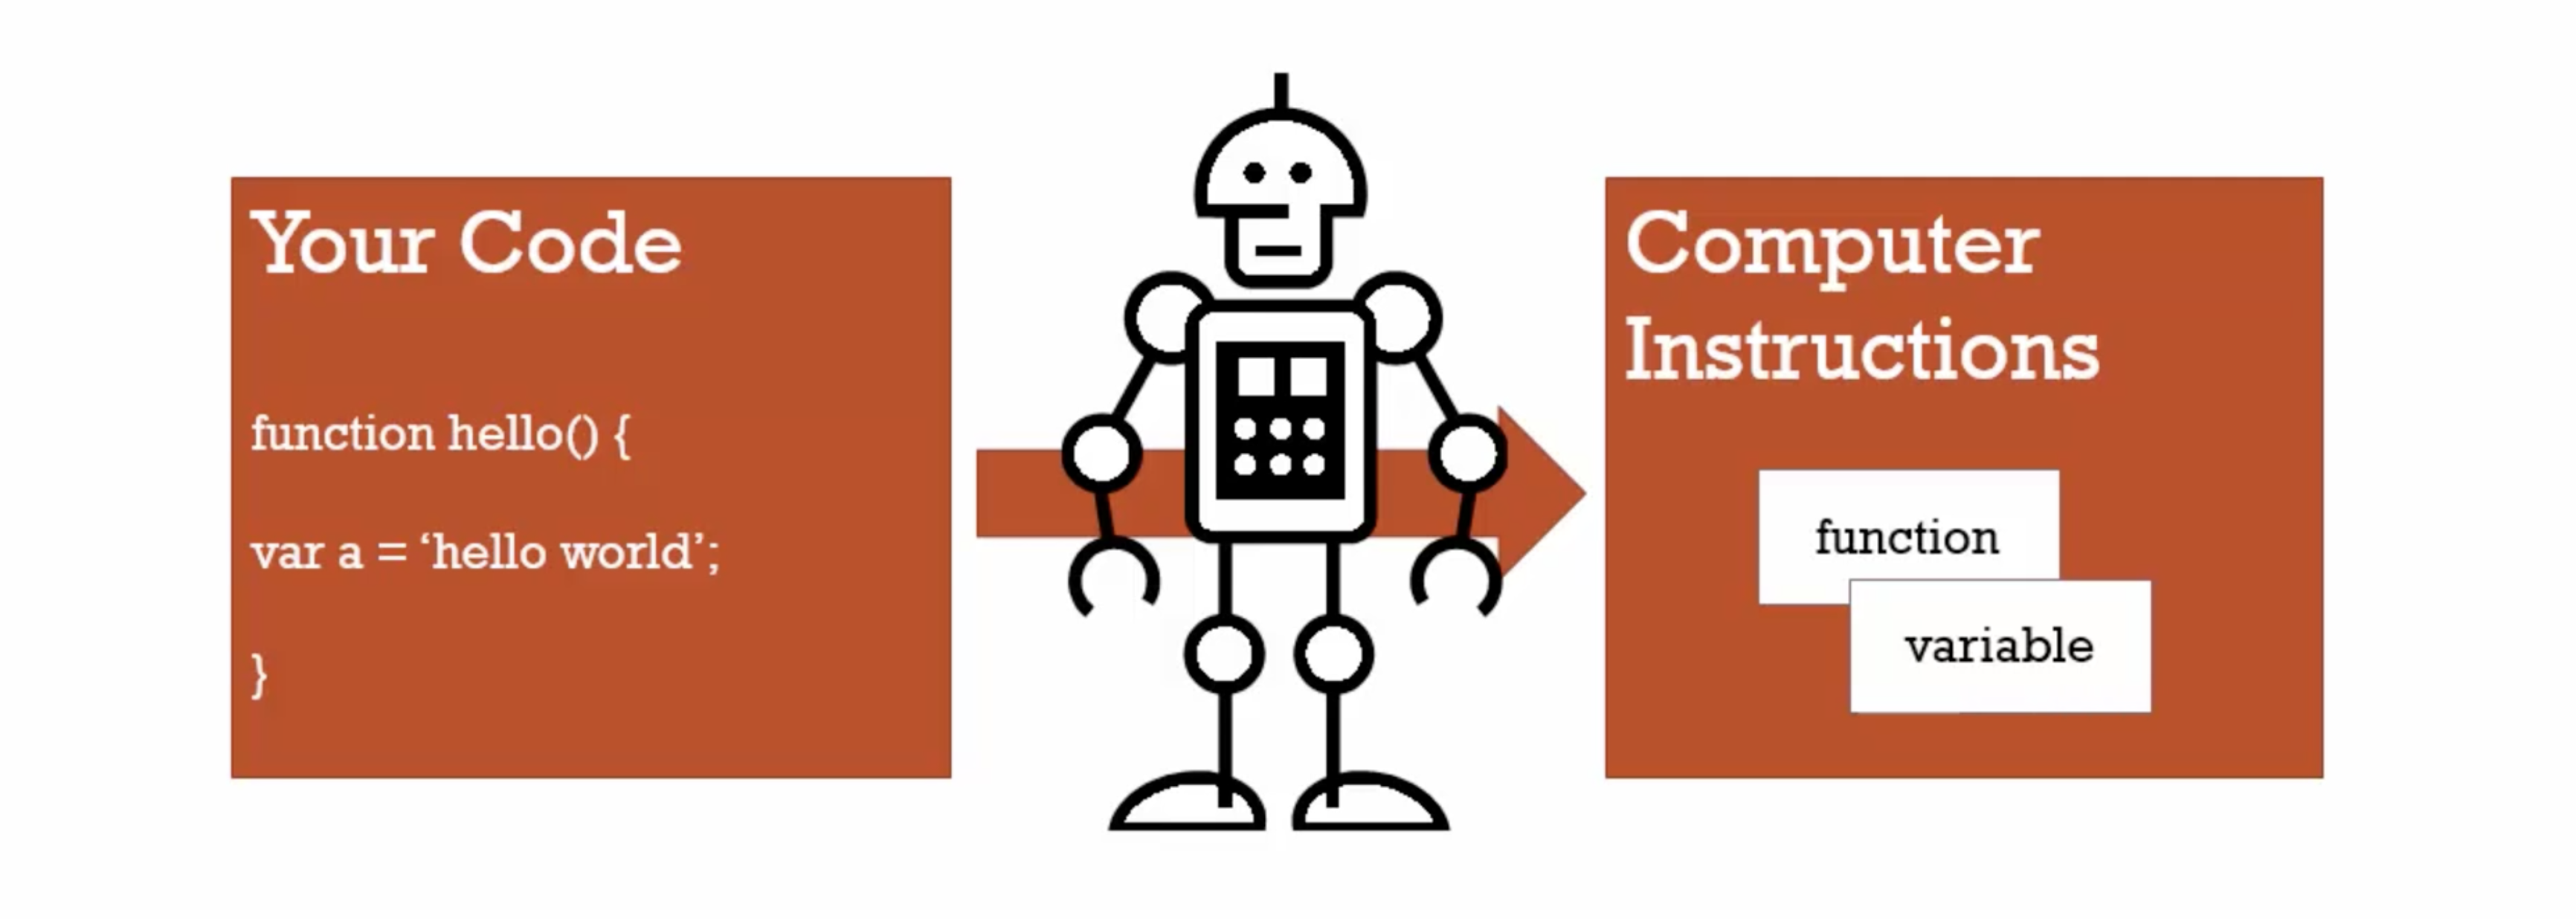 Your Code
function hello() {
var a = ‘hello world’;
}
Computer
Instructions
function
variable